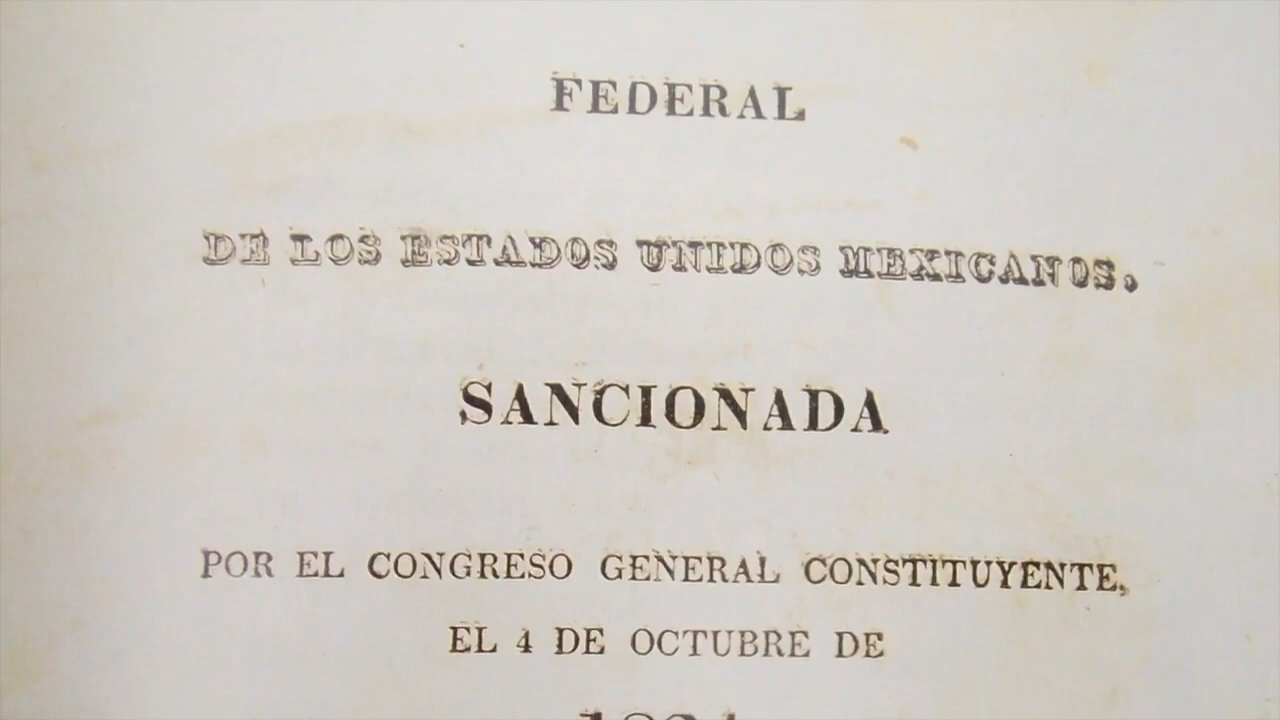 FEDERAL
DE LOS ESTADOS UNIDOS MEXICANOS,
SANCIONADA
POR EL CONGRESO GENERAL CONSTITUYENTE,
EL 4 DE OCTUBRE DE